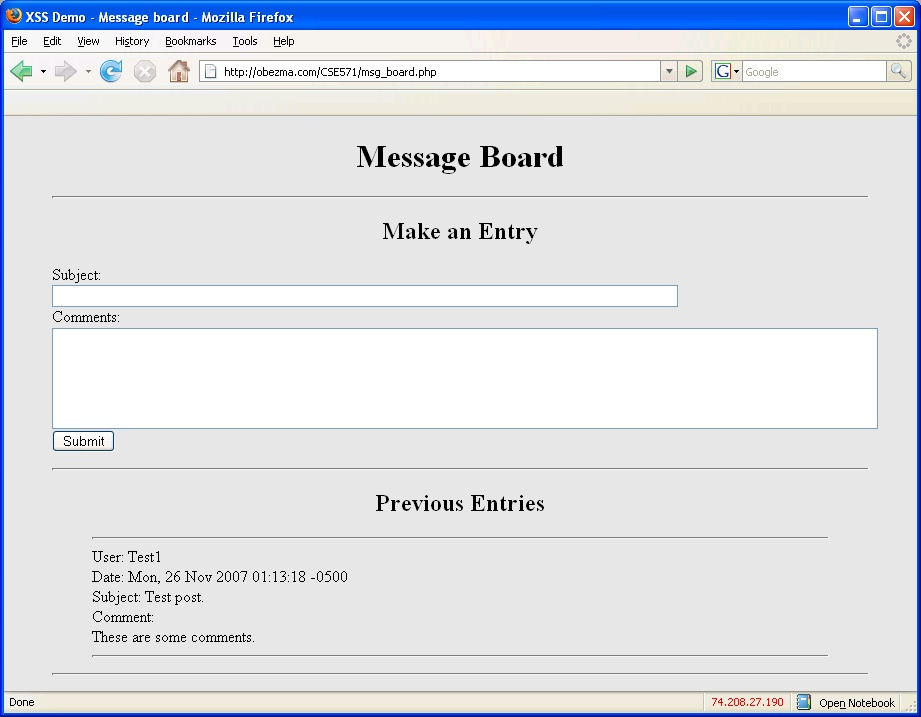 XSS Demo - Message board - Mozilla Firefox
File Edit View History Bookmarks Tools Help
http://obezma.com/CSE571/msg_board.php G Google
Message Board
Make an Entry
Subject:
Comments:
Submit
Previous Entries
User: Test1
Date: Mon, 26 Nov 2007 01:13:18 -0500
Subject: Test post.
Comment:
These are some comments.
Done 74.208.27.190 Open Notebook